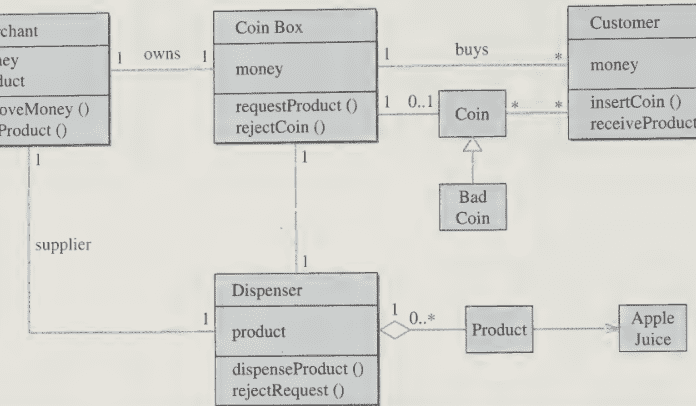 Coin Box
money
requestProduct ()
rejectCoin ()
Customer
money
insertCoin ()
1 owns 1
1 buys *
1 0..1
Coin
* *
Bad
Coin
1
supplier
1
1
1
Dispenser
product
dispenseProduct ()
rejectRequest ()
1
0..*
Product
Apple
Juice